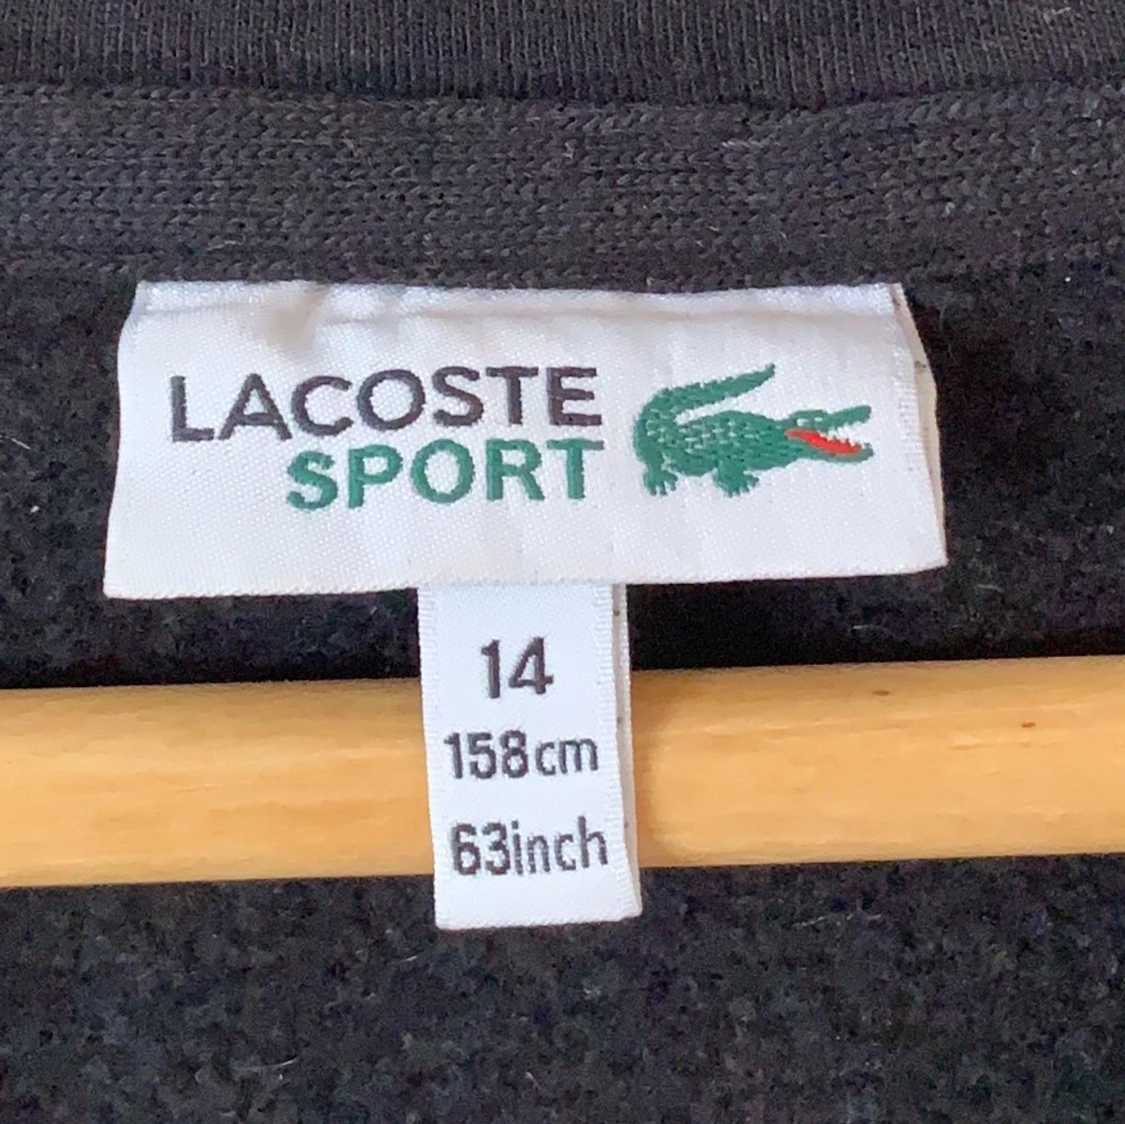 LACOSTE
SPORT
14
158cm
63inch